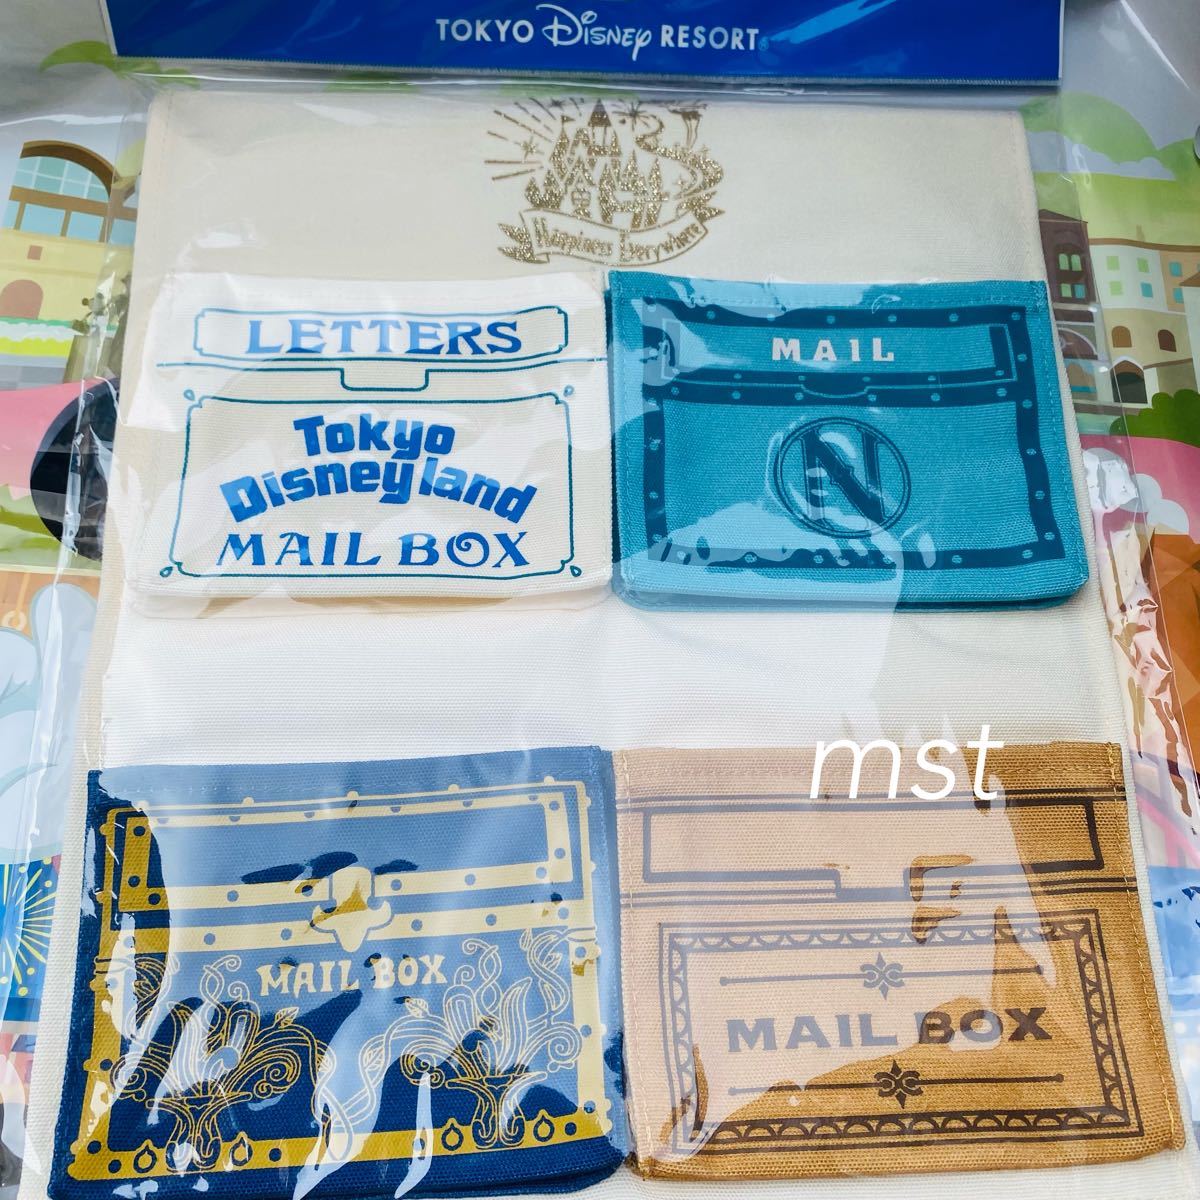 TOKYO Disney RESORT®
Happiness Everywhere
LETTERS
Tokyo
Disneyland
MAIL BOX
MAIL
N
mst
MAIL BOX
MAIL BOX